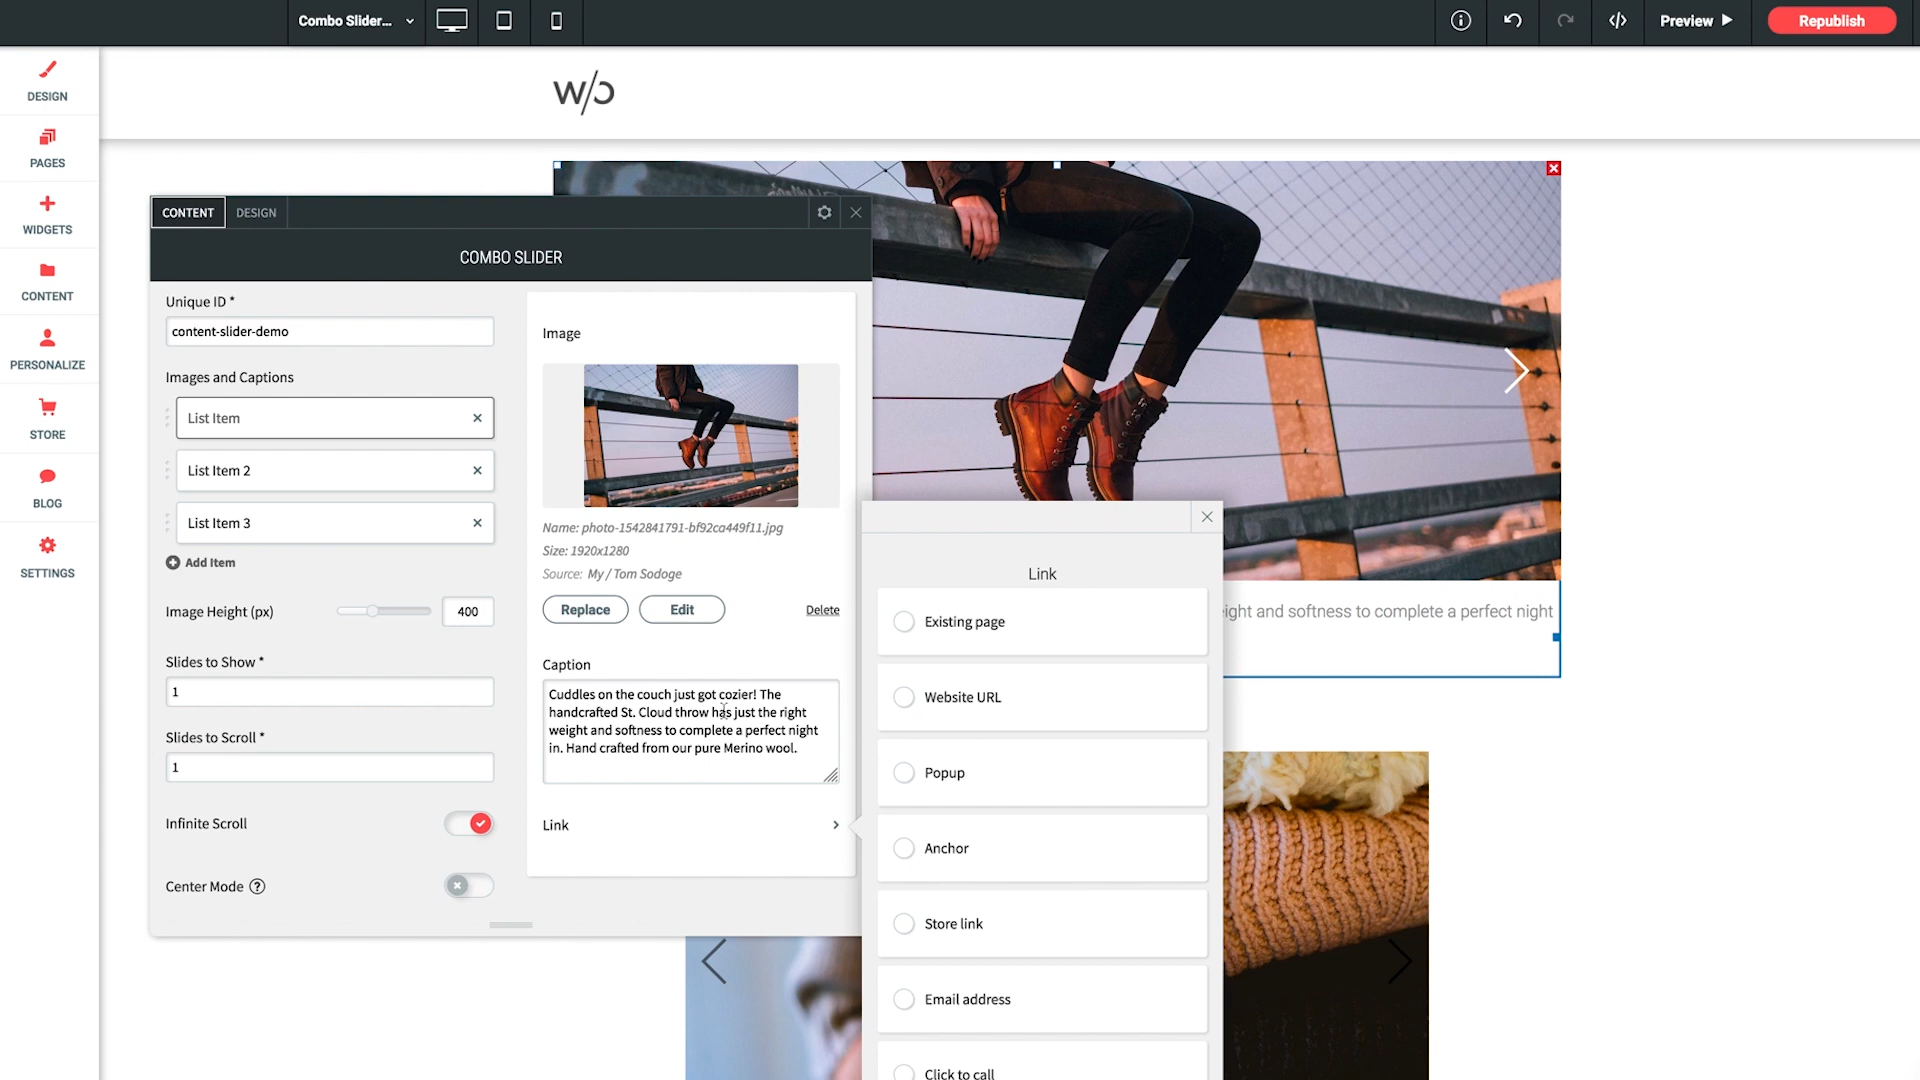 Combo Slider...
Preview
Republish
DESIGN
PAGES
WIDGETS
CONTENT
PERSONALIZE
STORE
BLOG
SETTINGS
CONTENT
DESIGN
COMBO SLIDER
Unique ID *
content-slider-demo
Images and Captions
List Item
List Item 2
List Item 3
Add Item
Image Height (px)
400
Slides to Show *
1
Slides to Scroll *
1
Infinite Scroll
Center Mode ?
Image
Name: photo-1542841791-bf92ca449f11.jpg
Size: 1920x1280
Source: My / Tom Sodoge
Replace
Edit
Delete
Caption
Cuddles on the couch just got cozier! The
handcrafted St. Cloud throw has just the right
weight and softness to complete a perfect night
in. Hand crafted from our pure Merino wool.
Link
Link
Existing page
Website URL
Popup
Anchor
Store link
Email address
Click to call
ight and softness to complete a perfect night